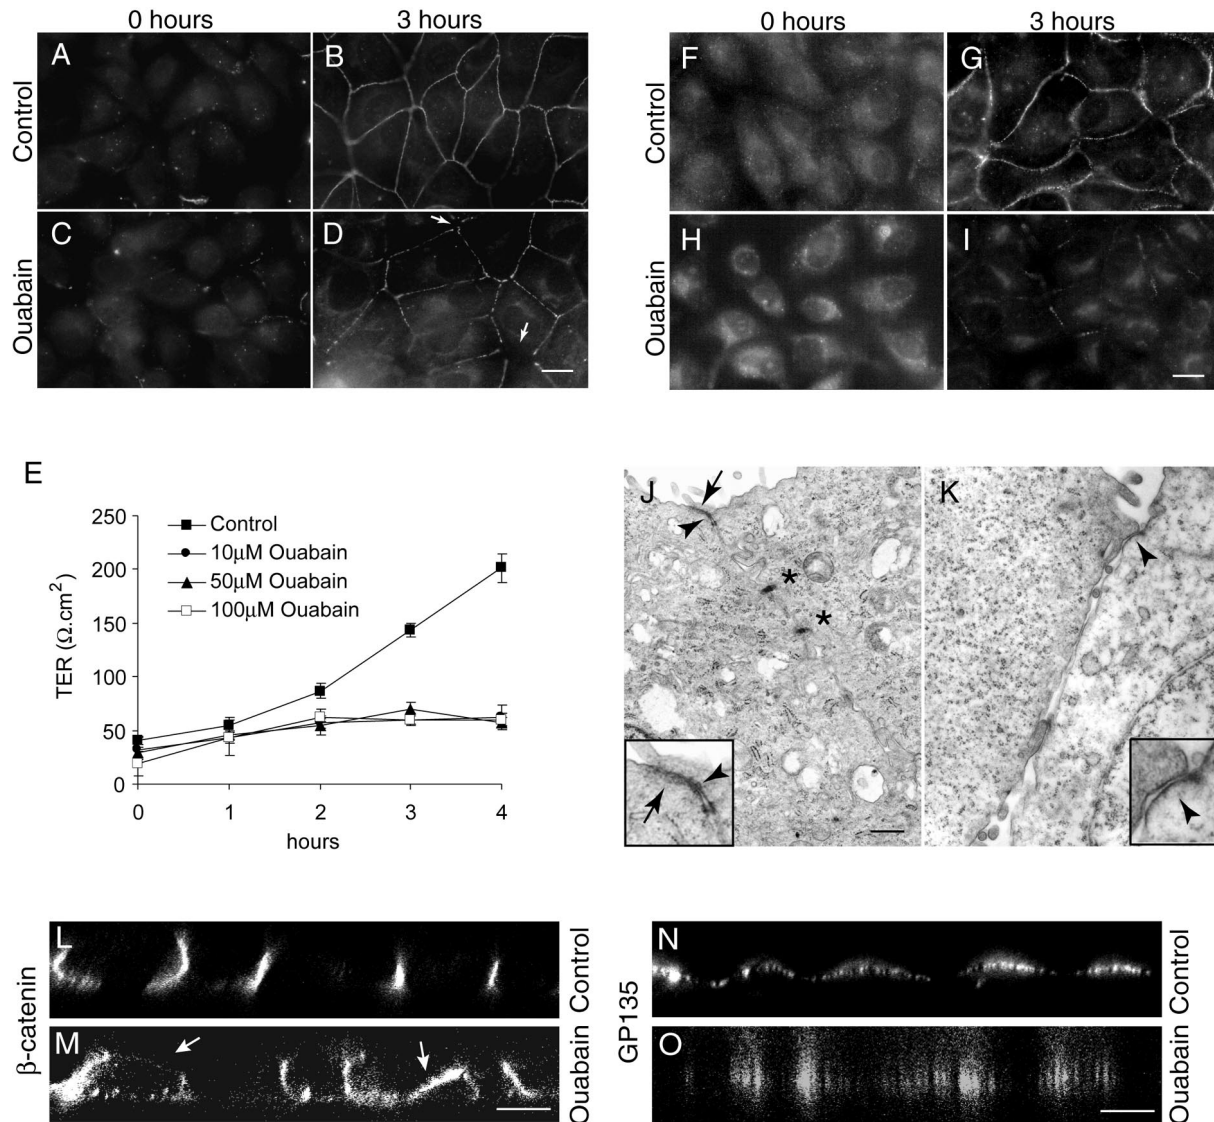 0 hours
3 hours
Control
A
B
Ouabain
C
D
0 hours
3 hours
Control
F
G
Ouabain
H
I
E
TER (Ω.cm²)
250
200
150
100
50
0
Control
10µM Ouabain
50µM Ouabain
100µM Ouabain
0 1 2 3 4
hours
J
*
*
K
β-catenin
L
Control
M
Ouabain
GP135
N
Control
O
Ouabain